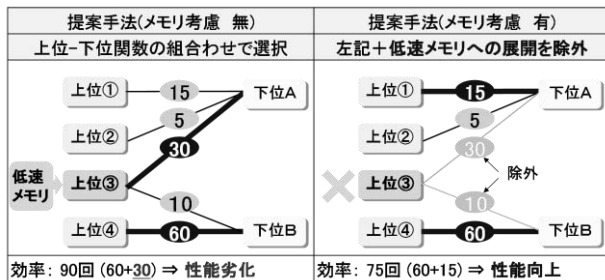 提案手法(メモリ考慮 無)
上位-下位関数の組合わせで選択
上位①
15
下位A
5
上位②
30
低速
メモリ
上位③
10
上位④
60
下位B
効率: 90回 (60+30) ⇒ 性能劣化
提案手法(メモリ考慮 有)
左記＋低速メモリへの展開を除外
上位①
15
下位A
5
上位②
30
除外
上位③
10
上位④
60
下位B
効率: 75回 (60+15) ⇒ 性能向上